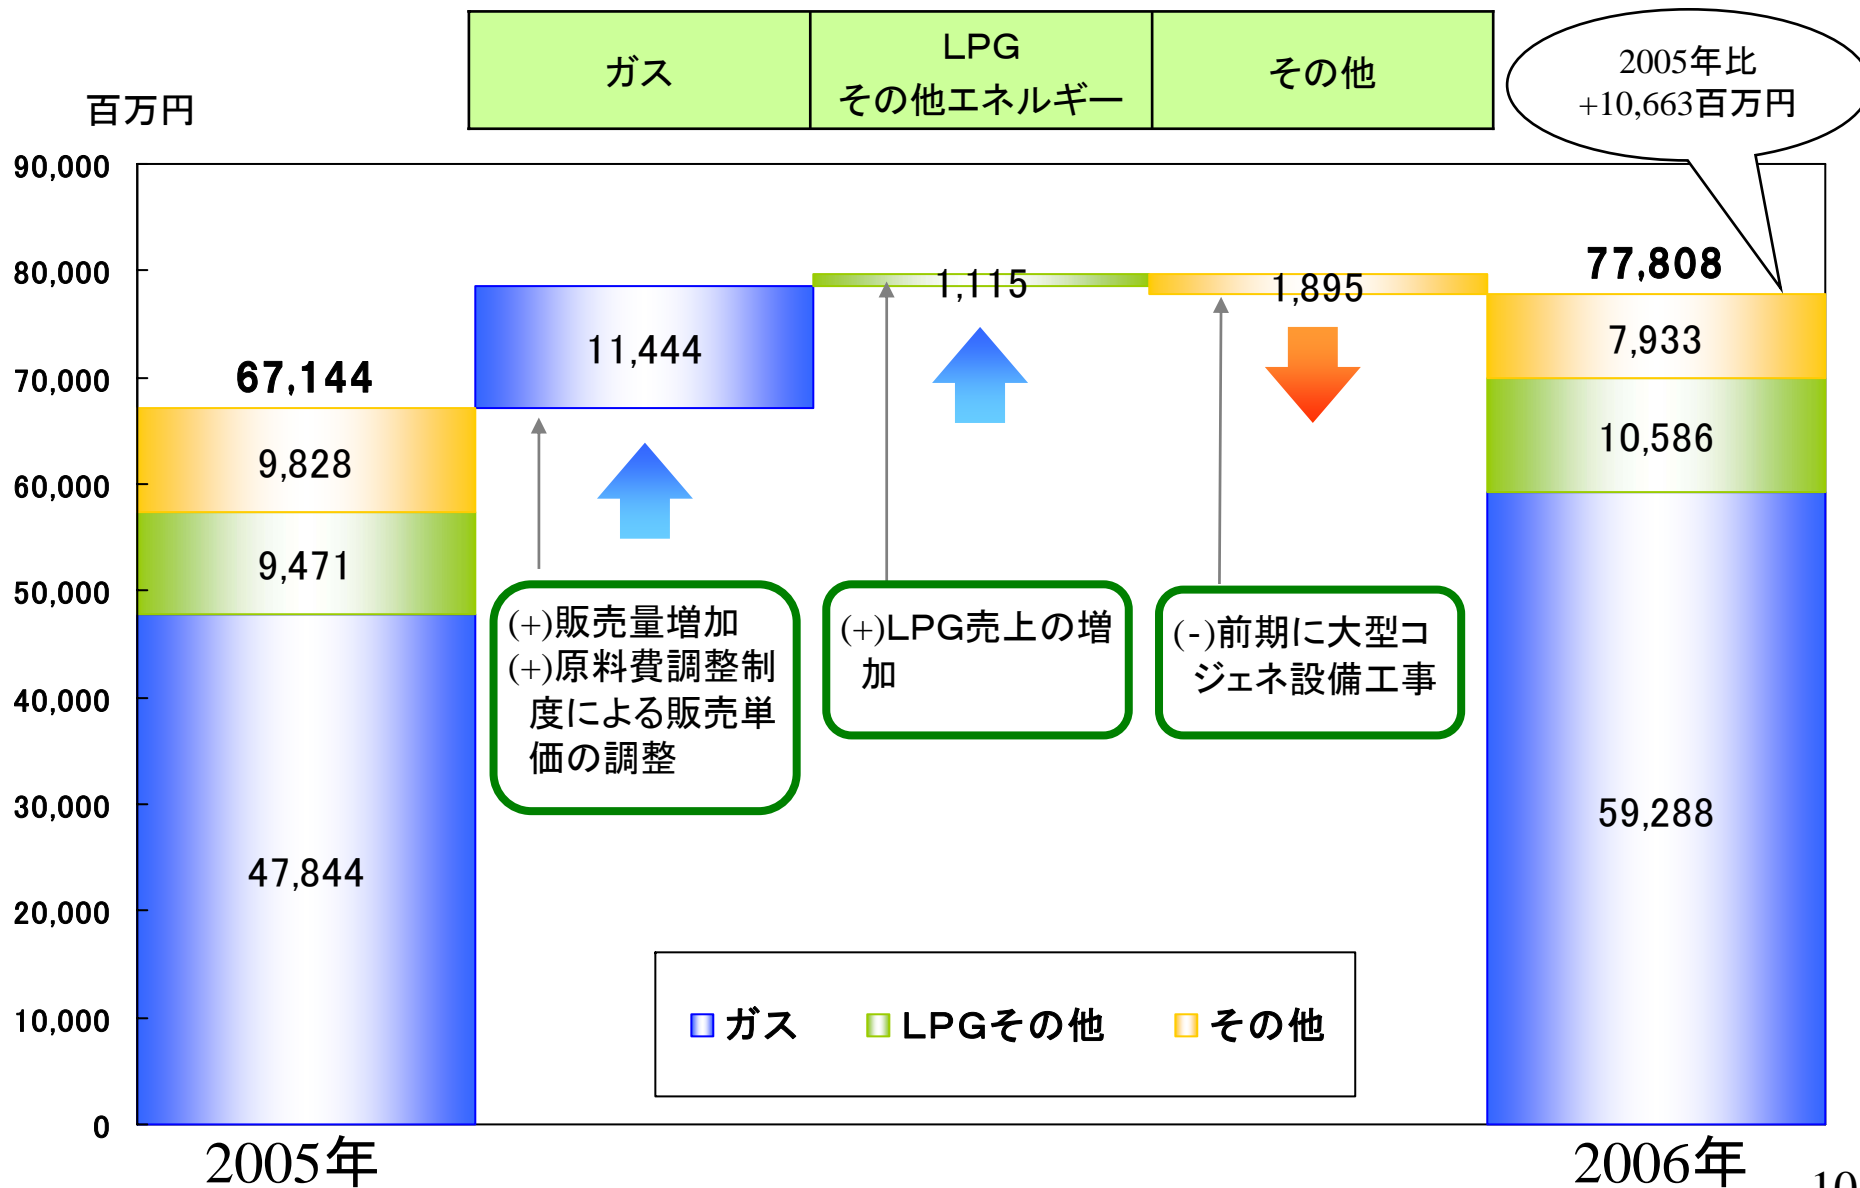 ガス
LPG
その他エネルギー
その他
2005年比
+10,663百万円
百万円
90,000
80,000
70,000
60,000
50,000
40,000
30,000
20,000
10,000
0
67,144
9,828
9,471
47,844
11,444
1,115
1,895
77,808
7,933
10,586
59,288
(+)販売量増加
(+)原料費調整制
度による販売単
価の調整
(+)LPG売上の増
加
(-)前期に大型コ
ジェネ設備工事
ガス
LPGその他
その他
2005年
2006年
10